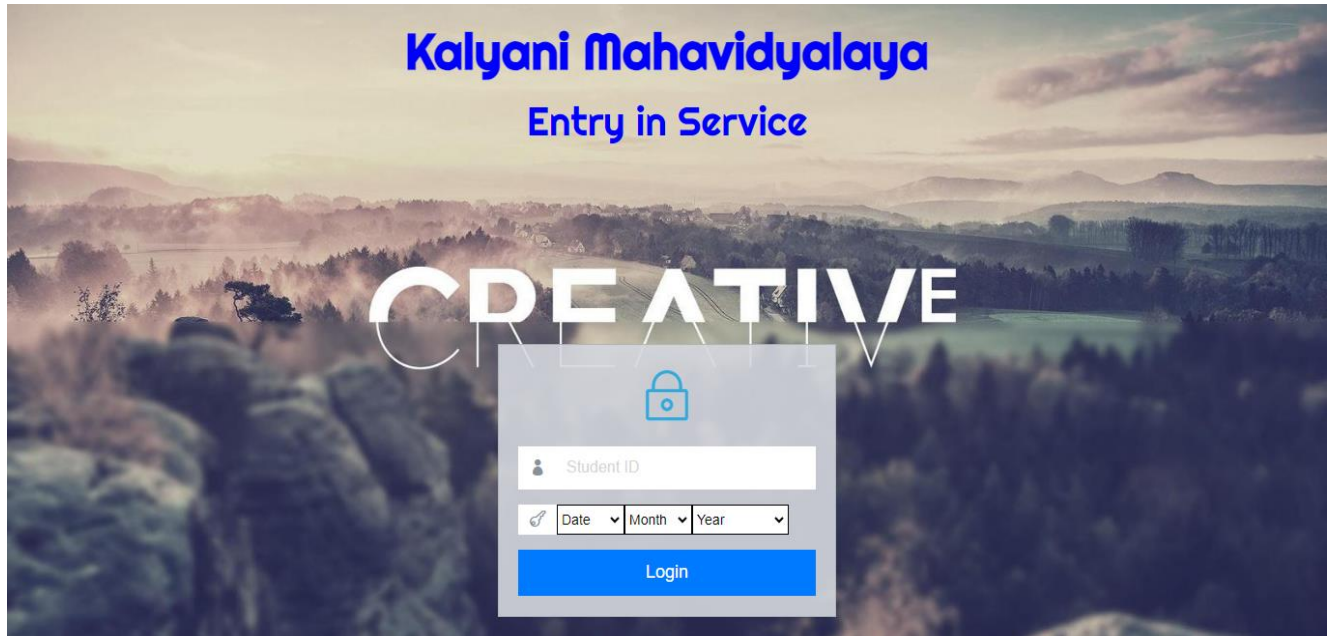 Kalyani Mahavidyalaya
Entry in Service
CREATIVE
Student ID
Date Month Year
Login